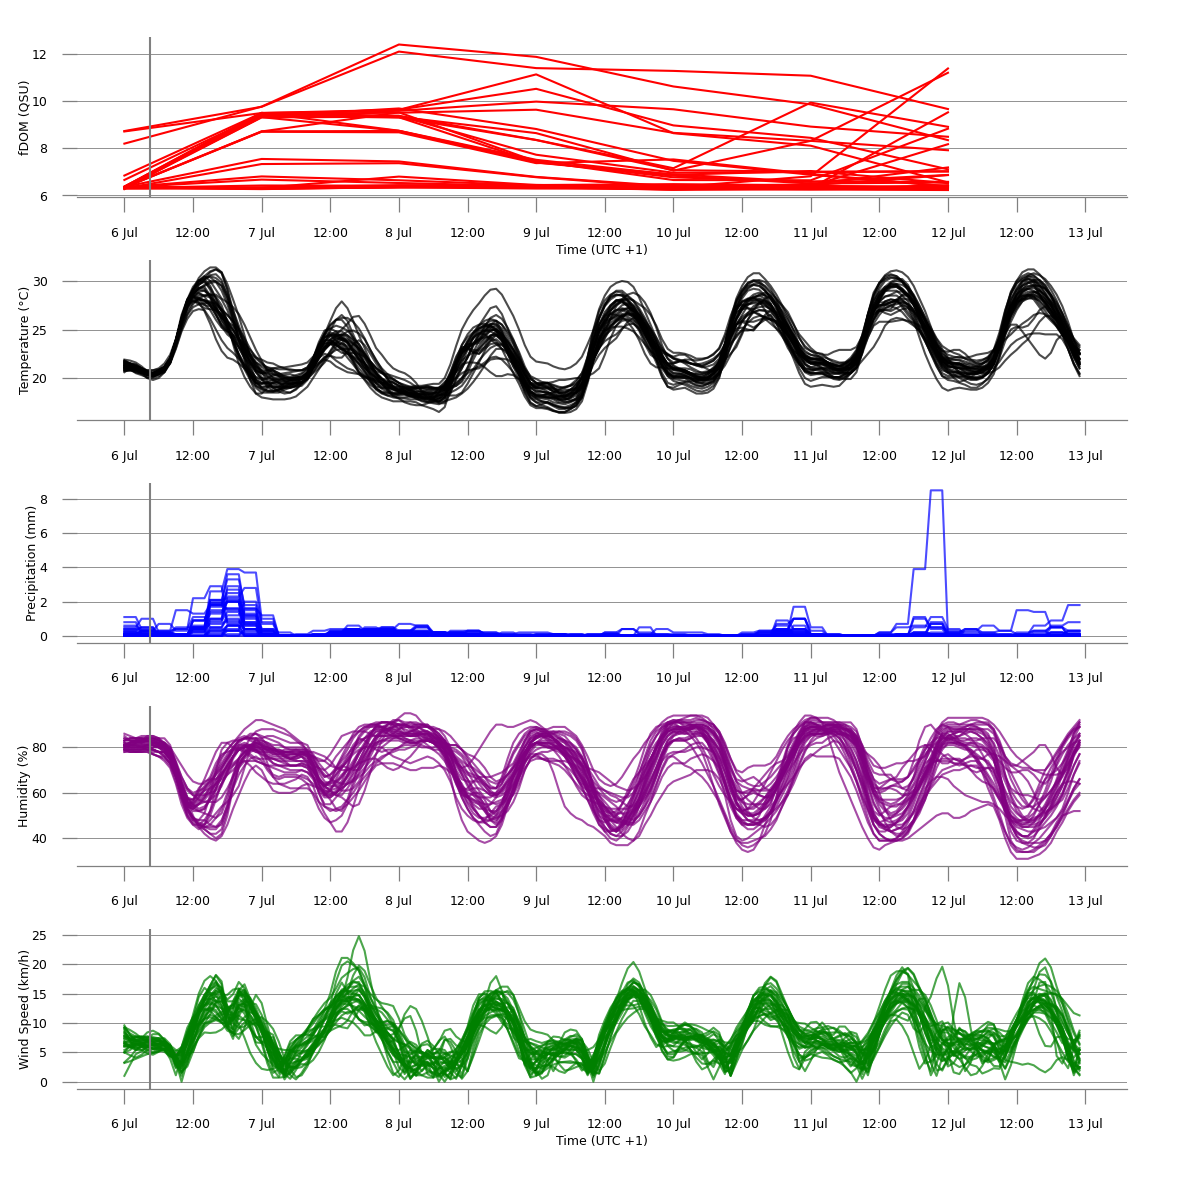 12
10
8
6
fDOM (QSU)
6 Jul 12:00 7 Jul 12:00 8 Jul 12:00 9 Jul 12:00 10 Jul 12:00 11 Jul 12:00 12 Jul 12:00 13 Jul
Time (UTC +1)
30
25
20
Temperature (°C)
6 Jul 12:00 7 Jul 12:00 8 Jul 12:00 9 Jul 12:00 10 Jul 12:00 11 Jul 12:00 12 Jul 12:00 13 Jul
8
6
4
2
0
Precipitation (mm)
6 Jul 12:00 7 Jul 12:00 8 Jul 12:00 9 Jul 12:00 10 Jul 12:00 11 Jul 12:00 12 Jul 12:00 13 Jul
80
60
40
Humidity (%)
6 Jul 12:00 7 Jul 12:00 8 Jul 12:00 9 Jul 12:00 10 Jul 12:00 11 Jul 12:00 12 Jul 12:00 13 Jul
25
20
15
10
5
0
Wind Speed (km/h)
6 Jul 12:00 7 Jul 12:00 8 Jul 12:00 9 Jul 12:00 10 Jul 12:00 11 Jul 12:00 12 Jul 12:00 13 Jul
Time (UTC +1)